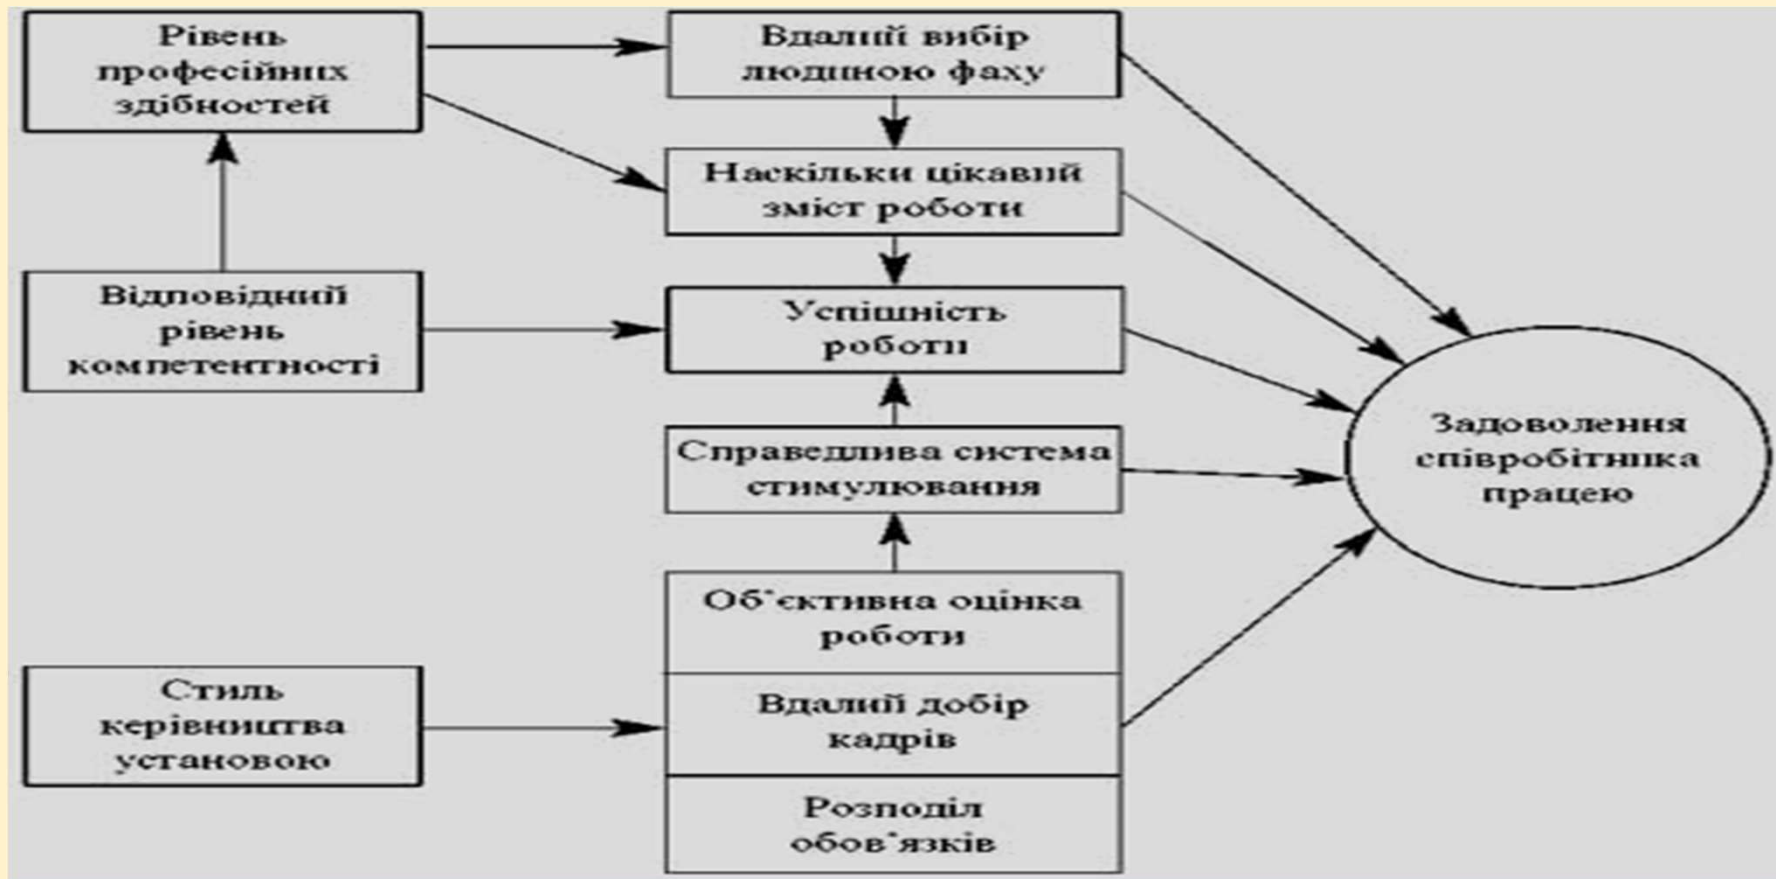 Рівень
професійних
здібностей
Вдалий вибір
людиною фаху
Наскільки цікавий
зміст роботи
Відповідний
рівень
компетентності
Успішність
роботи
Справедлива система
стимулювання
Задоволення
співробітника
працею
Об'єктивна оцінка
роботи
Стиль
керівництва
установою
Вдалий добір
кадрів
Розподіл
обов'язків